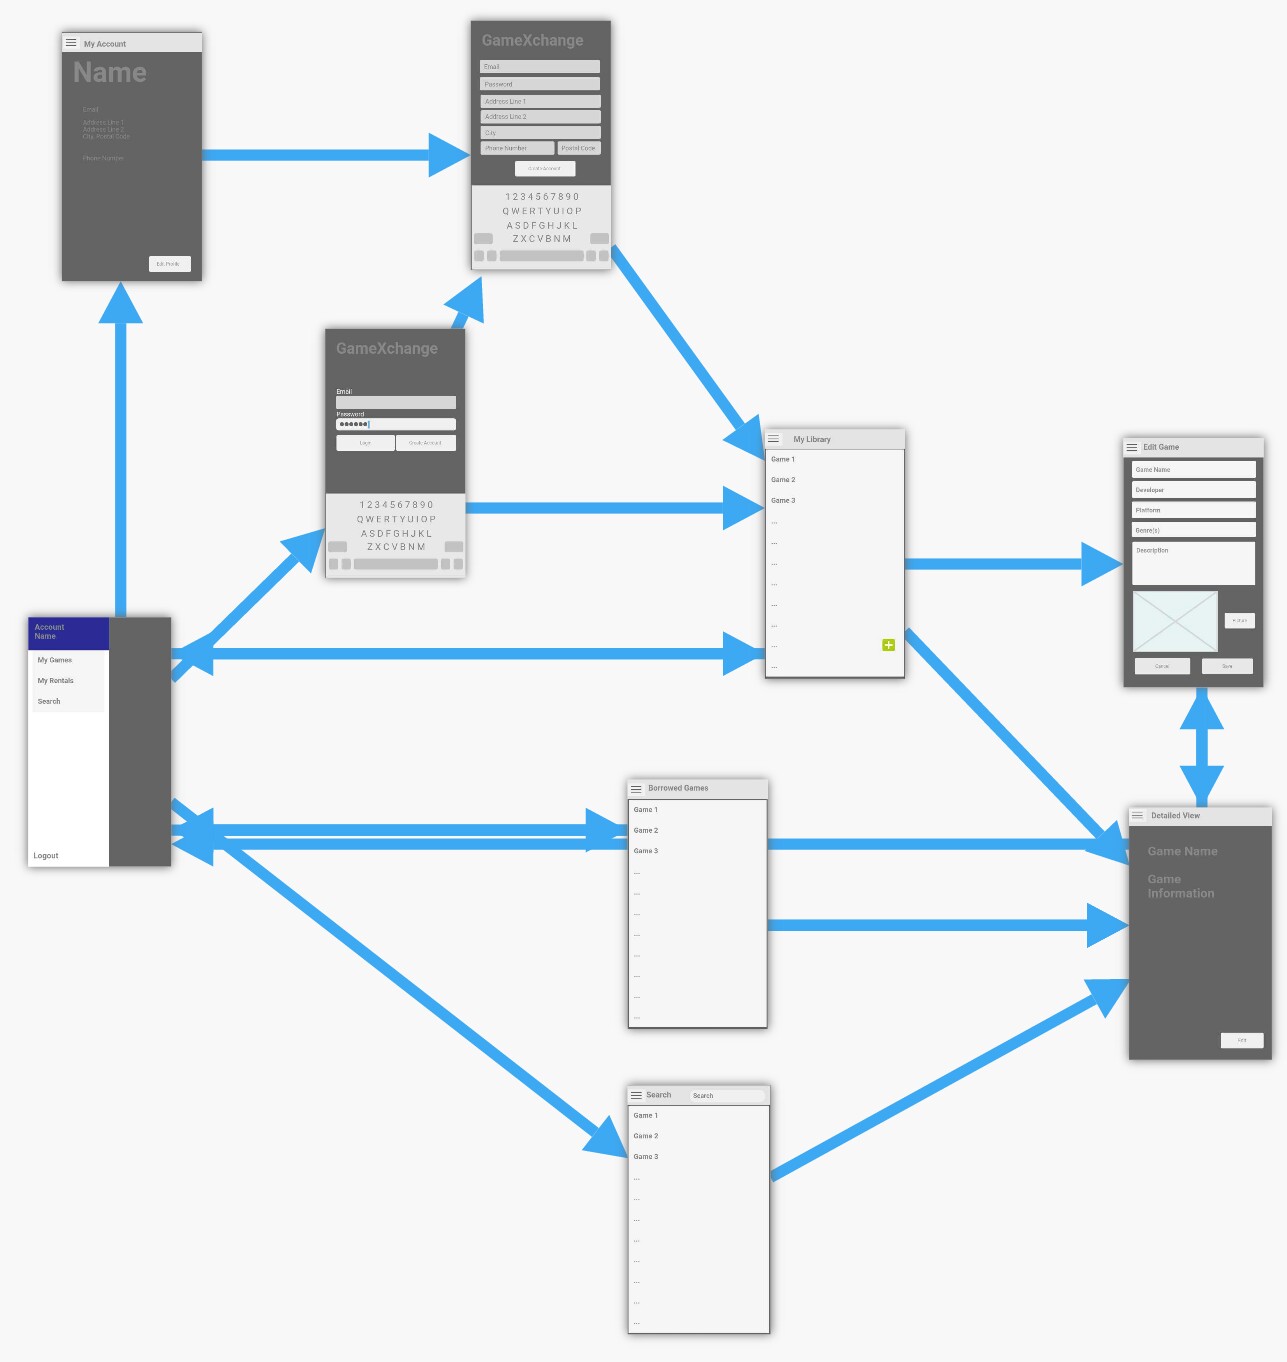 My Account
Name
Email
Address Line 1
Address Line 2
City, Postal Code
Phone Number
Edit Profile
GameXchange
Email
Password
Address Line 1
Address Line 2
City
Phone Number Postal Code
Create Account
1 2 3 4 5 6 7 8 9 0
Q W E R T Y U I O P
A S D F G H J K L
Z X C V B N M
GameXchange
Email
Password
Login Create Account
1 2 3 4 5 6 7 8 9 0
Q W E R T Y U I O P
A S D F G H J K L
Z X C V B N M
My Library
Game 1
Game 2
Game 3
...
...
...
...
...
...
...
...
Edit Game
Game Name
Developer
Platform
Genre(s)
Description
Picture
Cancel Save
Account
Name
My Games
My Rentals
Search
Logout
Borrowed Games
Game 1
Game 2
Game 3
...
...
...
...
...
...
...
...
Detailed View
Game Name
Game
Information
Search Search
Game 1
Game 2
Game 3
...
...
...
...
...
...
...
...